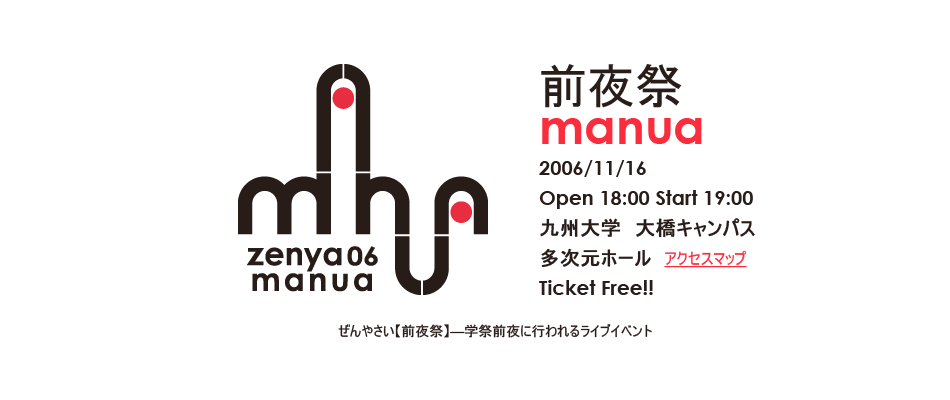 zenya06
manua
前夜祭
manua
2006/11/16
Open 18:00 Start 19:00
九州大学　大橋キャンパス
多次元ホール アクセスマップ
Ticket Free!!
ぜんやさい【前夜祭】―学祭前夜に行われるライブイベント